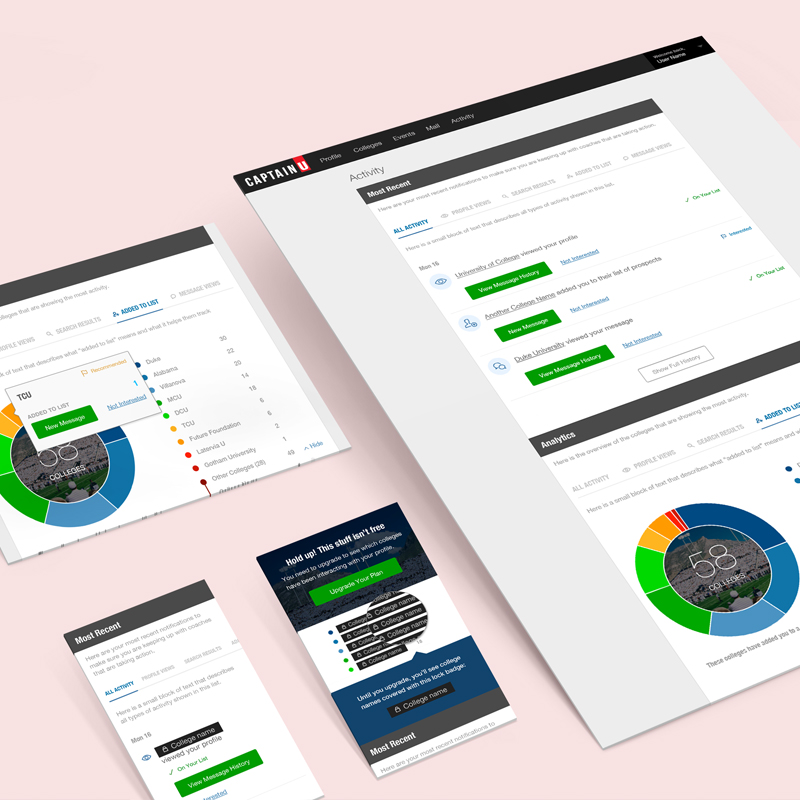 Welcome back,
User Name
CAPTAIN U
Profile Colleges Events Mail Activity
Activity
Most Recent
Here are your most recent notifications to make sure you are keeping up with coaches that are taking action.
ALL ACTIVITY PROFILE VIEWS SEARCH RESULTS ADDED TO LIST MESSAGE VIEWS
Here is a small block of text that describes all types of activity shown in this list.
Mon 16
University of College viewed your profile
On Your List
View Message History Not Interested
Another College Name added you to their list of prospects
Interested
New Message Not Interested
Duke University viewed your message
On Your List
View Message History Not Interested
Show Full History
Analytics
Here is the overview of the colleges that are showing the most activity.
ALL ACTIVITY PROFILE VIEWS SEARCH RESULTS ADDED TO LIS
Here is a small block of text that describes what "added to list" means and
58
COLLEGES
These colleges have added you to a
colleges that are showing the most activity.
PROFILE VIEWS SEARCH RESULTS ADDED TO LIST MESSAGE VIEWS
block of text that describes what "added to list" means and what it helps them track
TCU
Recommended
ADDED TO LIST 1
New Message Not Interested
Duke 30
Alabama 22
Villanova 20
MCU 14
DCU 18
TCU 6
Future Foundation 6
Latervia U 2
Gotham University 1
Other Colleges (28) 49
Hide
58
COLLEGES
Hold up! This stuff isn't free
You need to upgrade to see which colleges
have been interacting with your profile.
Upgrade Your Plan
College name
College name
College name
College name
College name
Until you upgrade, you'll see college
names covered with this lock badge:
College name
Most Recent
Here are your most recent notifications to
Most Recent
Here are your most recent notifications to
make sure you are keeping up with coaches
that are taking action.
ALL ACTIVITY PROFILE VIEWS SEARCH RESULTS
Here is a small block of text that describes
all types of activity shown in this list.
Mon 16
College name
viewed your profile
On Your List
View Message History